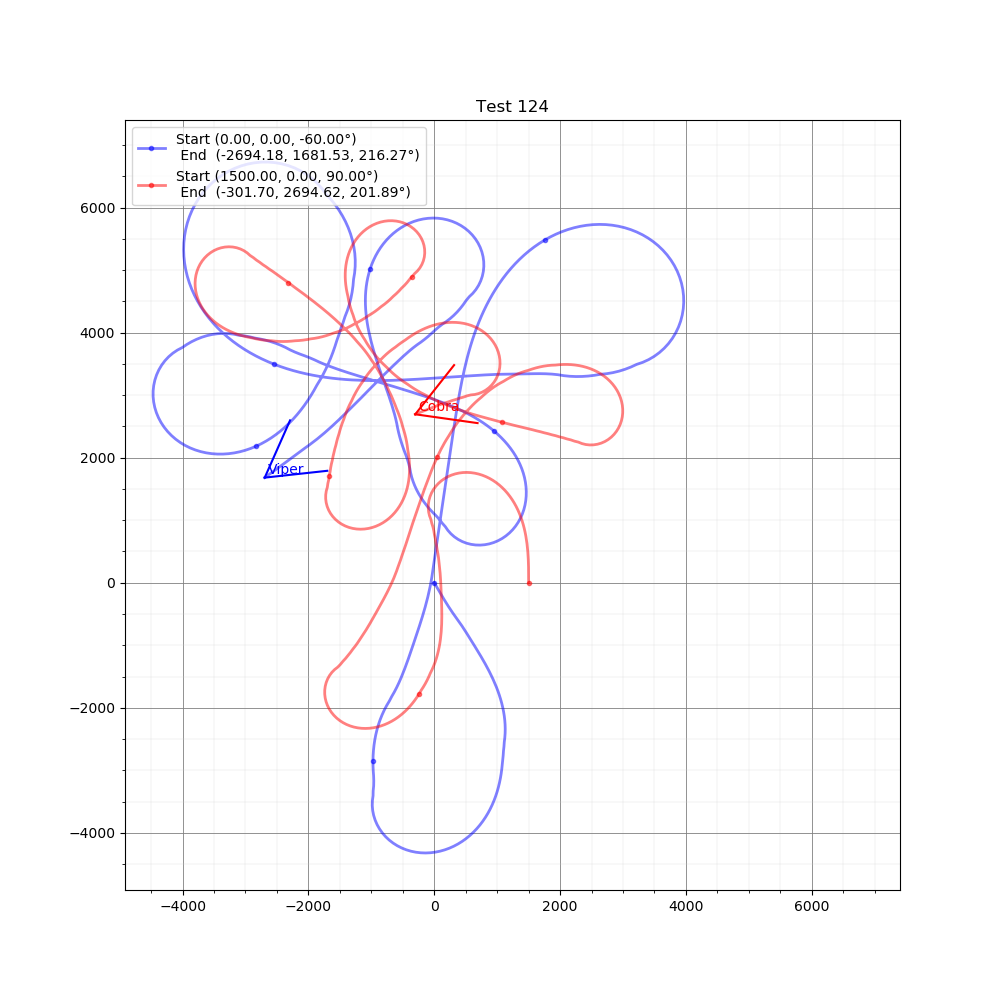 Test 124
Start (0.00, 0.00, -60.00°)
End (-2694.18, 1681.53, 216.27°)
Start (1500.00, 0.00, 90.00°)
End (-301.70, 2694.62, 201.89°)
6000
4000
2000
0
−2000
−4000
Cobra
Viper
−4000
−2000
0
2000
4000
6000